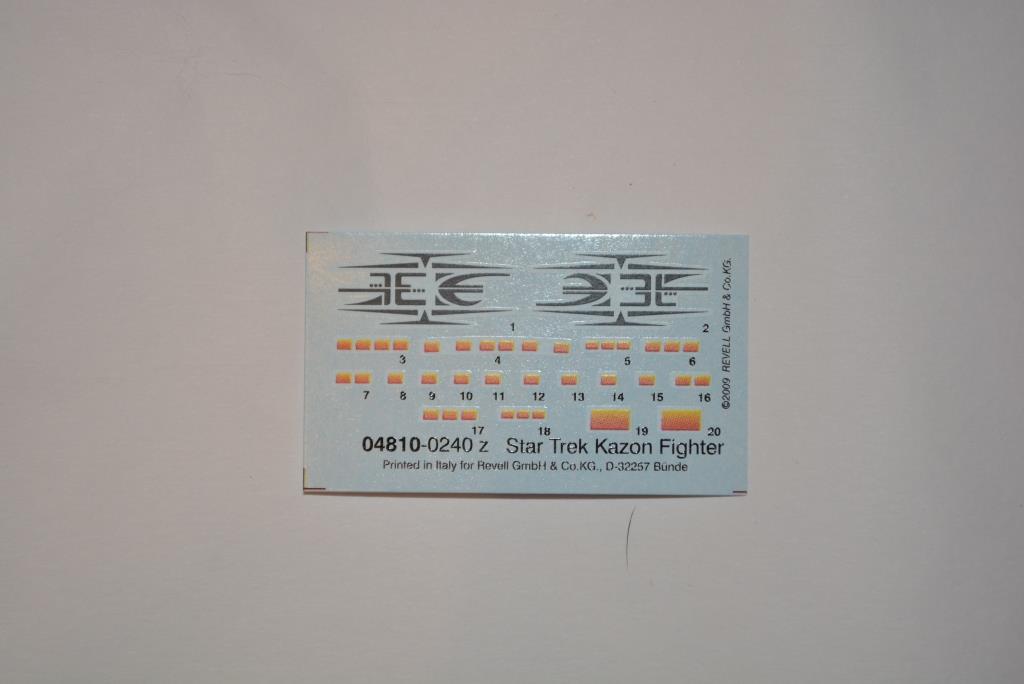 1 2
3 4 5 6
7 8 9 10 11 12 13 14 15 16
17 18 19 20
04810-0240 z Star Trek Kazon Fighter
Printed in Italy for Revell GmbH & Co.KG., D-32257 Bünde
©2009 REVELL GmbH & Co.KG.